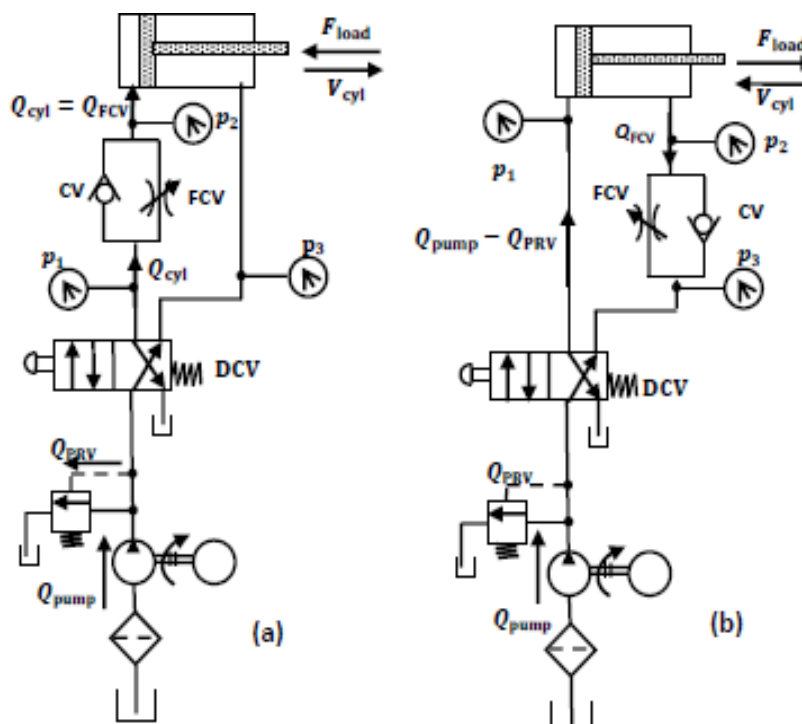 F_load
V_cyl
Q_cyl = Q_FCV
p_2
CV
FCV
p_1
Q_cyl
p_3
DCV
Q_PRV
Q_pump
(a)
F_load
V_cyl
p_1
Q_FCV
p_2
FCV
CV
Q_pump − Q_PRV
p_3
DCV
Q_PRV
Q_pump
(b)